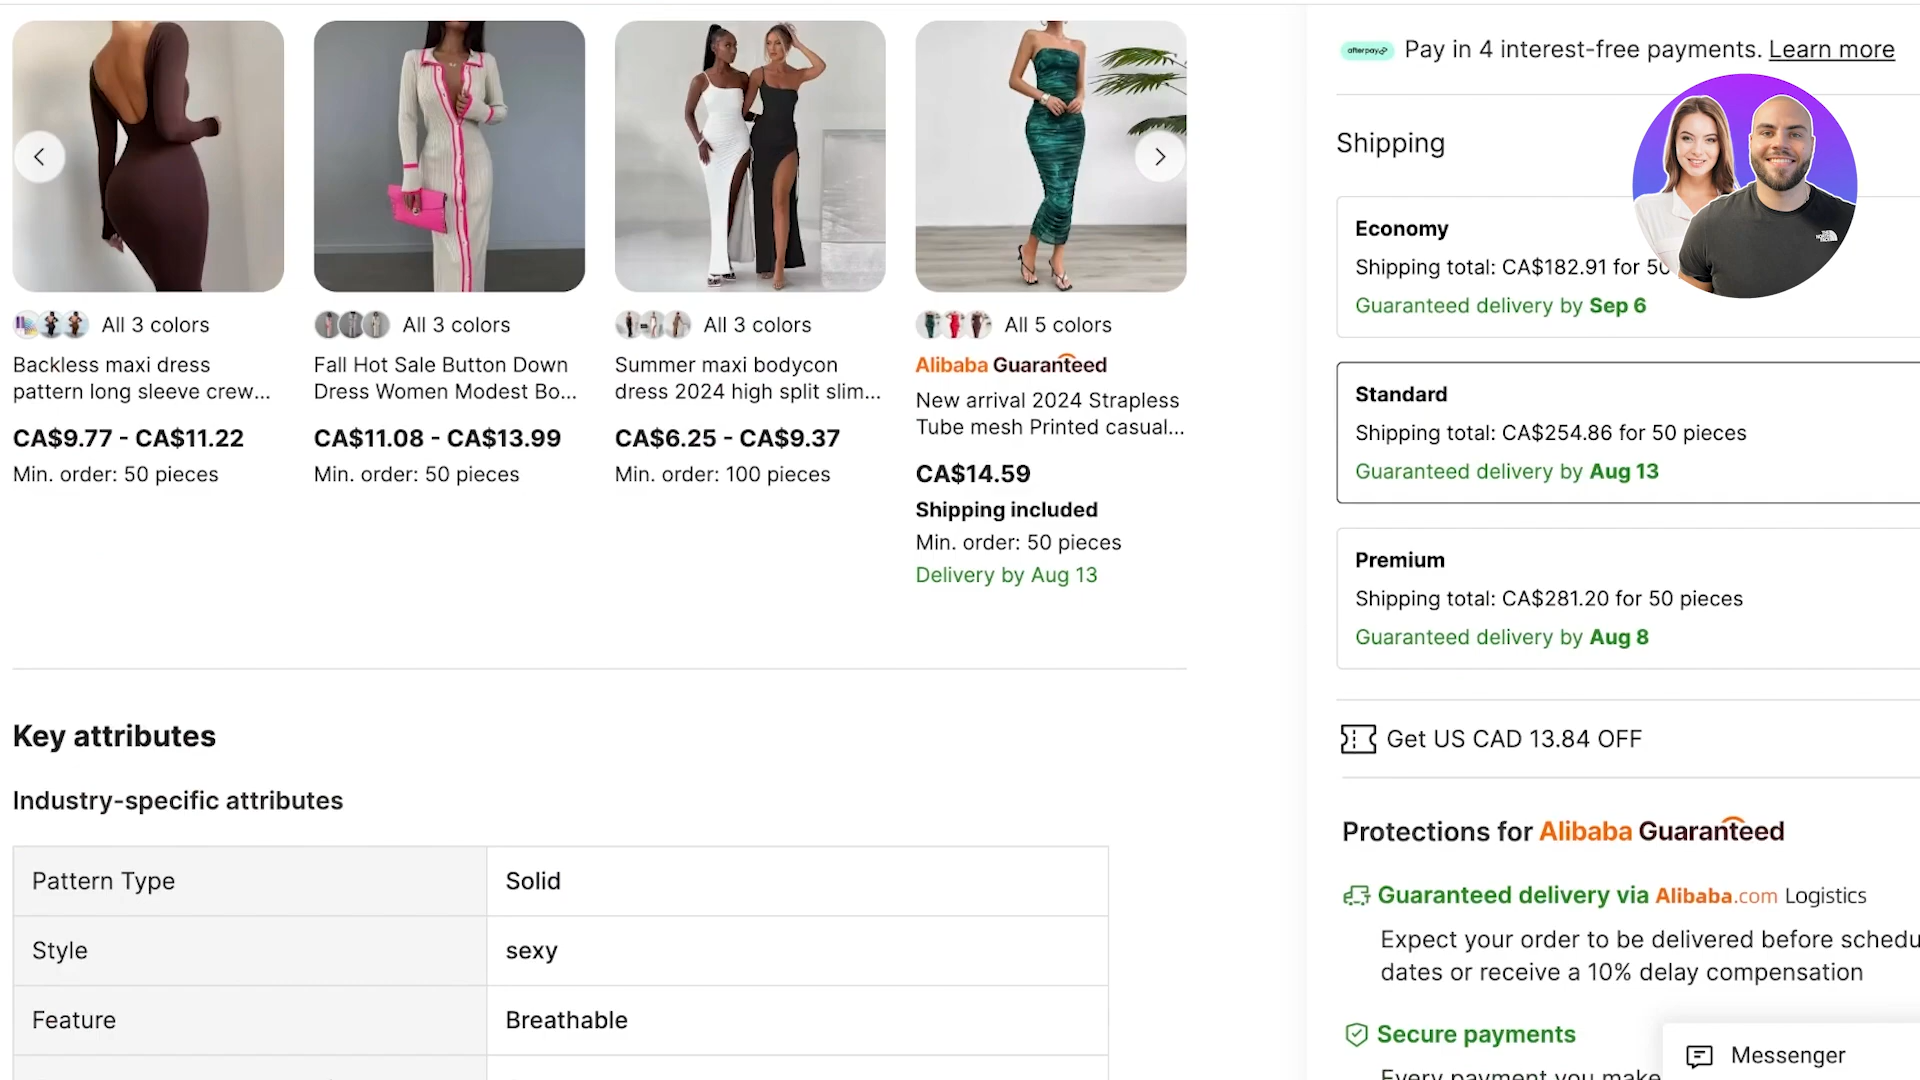 All 3 colors
Backless maxi dress
pattern long sleeve crew...
CA$9.77 - CA$11.22
Min. order: 50 pieces
All 3 colors
Fall Hot Sale Button Down
Dress Women Modest Bo...
CA$11.08 - CA$13.99
Min. order: 50 pieces
All 3 colors
Summer maxi bodycon
dress 2024 high split slim...
CA$6.25 - CA$9.37
Min. order: 100 pieces
All 5 colors
Alibaba Guaranteed
New arrival 2024 Strapless
Tube mesh Printed casual...
CA$14.59
Shipping included
Min. order: 50 pieces
Delivery by Aug 13
Key attributes
Industry-specific attributes
Pattern Type Solid
Style sexy
Feature Breathable
afterpay Pay in 4 interest-free payments. Learn more
Shipping
THE NORTH FACE
Economy
Shipping total: CA$182.91 for 50
Guaranteed delivery by Sep 6
Standard
Shipping total: CA$254.86 for 50 pieces
Guaranteed delivery by Aug 13
Premium
Shipping total: CA$281.20 for 50 pieces
Guaranteed delivery by Aug 8
Get US CAD 13.84 OFF
Protections for Alibaba Guaranteed
Guaranteed delivery via Alibaba.com Logistics
Expect your order to be delivered before schedu
dates or receive a 10% delay compensation
Secure payments
Every payment you make
Messenger